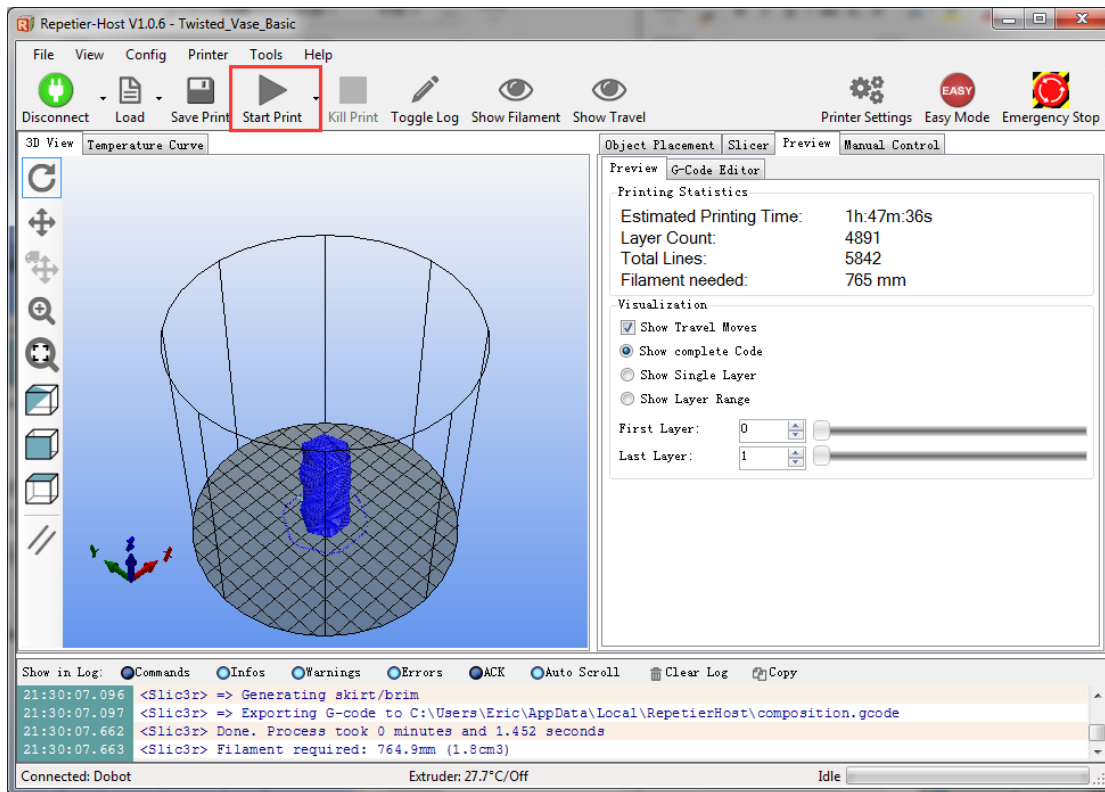 Repetier-Host V1.0.6 - Twisted_Vase_Basic
File View Config Printer Tools Help
Disconnect Load Save Print Start Print Kill Print Toggle Log Show Filament Show Travel Printer Settings EASY Easy Mode Emergency Stop
3D View Temperature Curve
Object Placement Slicer Preview Manual Control
Preview G-Code Editor
Printing Statistics
Estimated Printing Time: 1h:47m:36s
Layer Count: 4891
Total Lines: 5842
Filament needed: 765 mm
Visualization
Show Travel Moves
Show complete Code
Show Single Layer
Show Layer Range
First Layer: 0
Last Layer: 1
Show in Log: Commands Infos Warnings Errors ACK Auto Scroll Clear Log Copy
21:30:07.096 <Slic3r> => Generating skirt/brim
21:30:07.097 <Slic3r> => Exporting G-code to C:\Users\Eric\AppData\Local\RepetierHost\composition.gcode
21:30:07.662 <Slic3r> Done. Process took 0 minutes and 1.452 seconds
21:30:07.663 <Slic3r> Filament required: 764.9mm (1.8cm3)
Connected: Dobot Extruder: 27.7°C/Off Idle